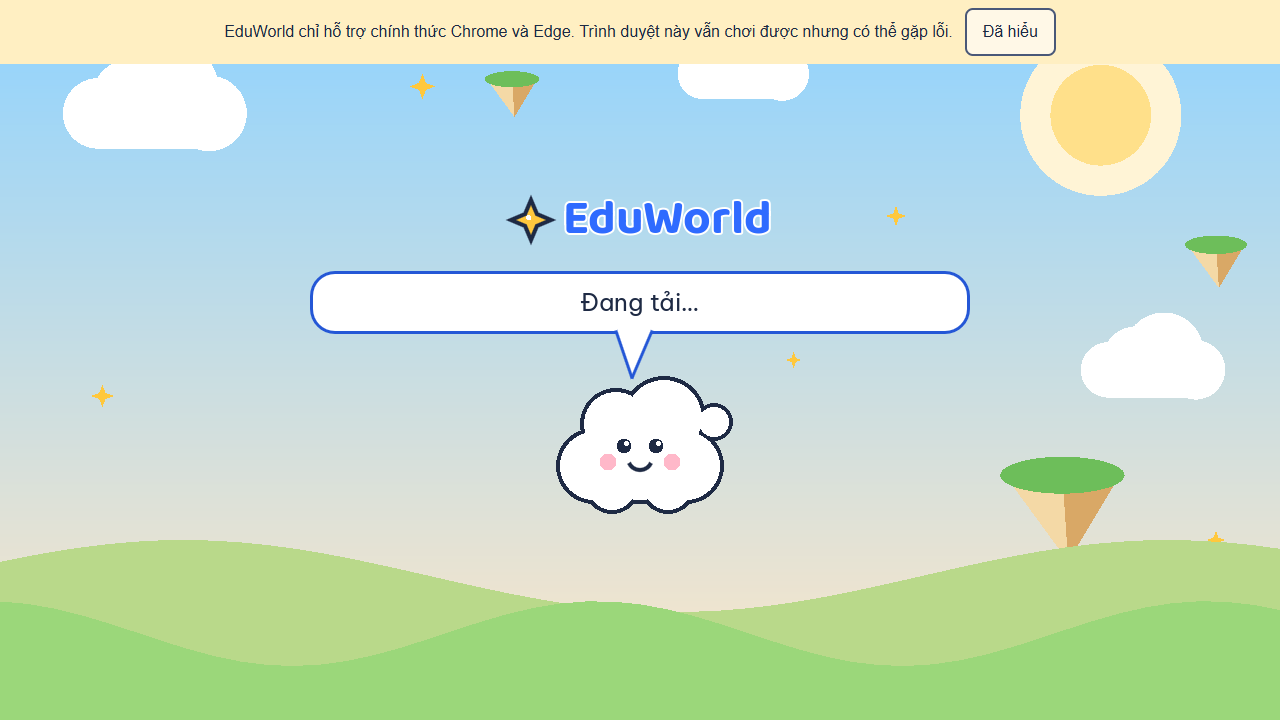 EduWorld chỉ hỗ trợ chính thức Chrome và Edge. Trình duyệt này vẫn chơi được nhưng có thể gặp lỗi.
Đã hiểu
EduWorld
Đang tải...